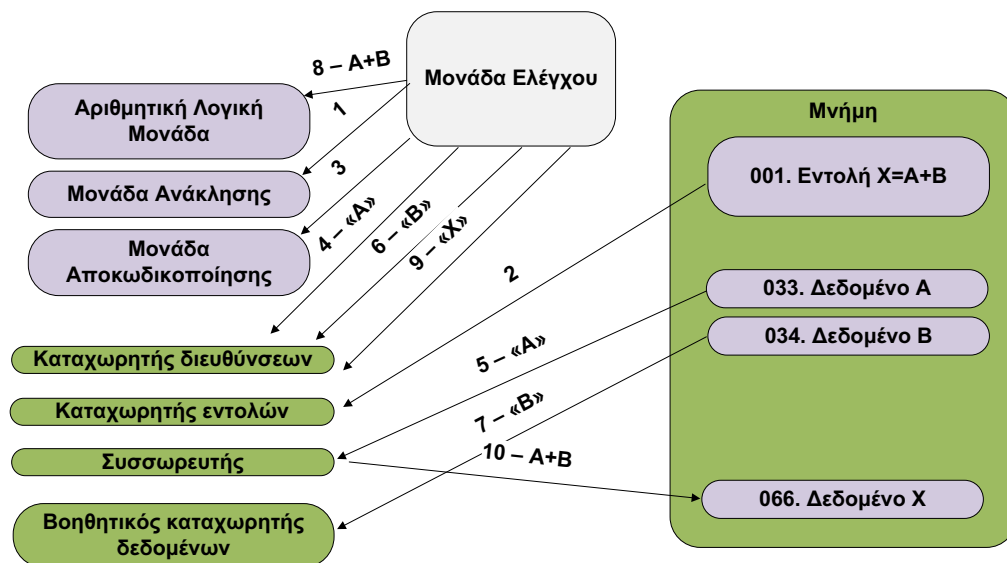 Μονάδα Ελέγχου
8 – Α+Β
Αριθμητική Λογική
Μονάδα
1
Μονάδα Ανάκλησης
3
Μονάδα
Αποκωδικοποίησης
4 – «Α»
6 – «Β»
9 – «Χ»
2
Καταχωρητής διευθύνσεων
5 – «Α»
Καταχωρητής εντολών
7 – «Β»
Συσσωρευτής
10 – Α+Β
Βοηθητικός καταχωρητής
δεδομένων
Μνήμη
001. Εντολή Χ=Α+Β
033. Δεδομένο Α
034. Δεδομένο Β
066. Δεδομένο Χ